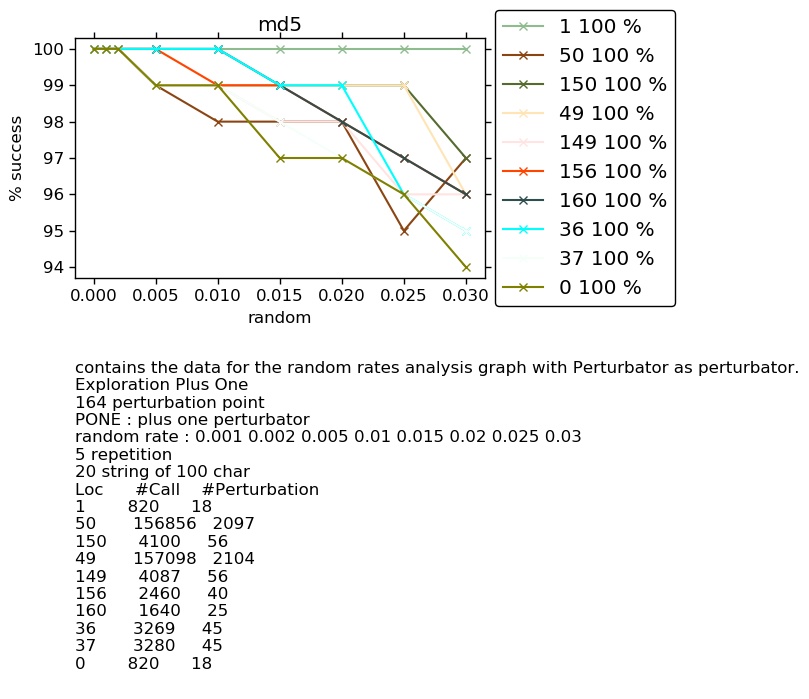 md5
100
99
98
97
96
95
94
% success
0.000 0.005 0.010 0.015 0.020 0.025 0.030
random
1 100 %
50 100 %
150 100 %
49 100 %
149 100 %
156 100 %
160 100 %
36 100 %
37 100 %
0 100 %
contains the data for the random rates analysis graph with Perturbator as perturbator.
Exploration Plus One
164 perturbation point
PONE : plus one perturbator
random rate : 0.001 0.002 0.005 0.01 0.015 0.02 0.025 0.03
5 repetition
20 string of 100 char
Loc #Call #Perturbation
1 820 18
50 156856 2097
150 4100 56
49 157098 2104
149 4087 56
156 2460 40
160 1640 25
36 3269 45
37 3280 45
0 820 18